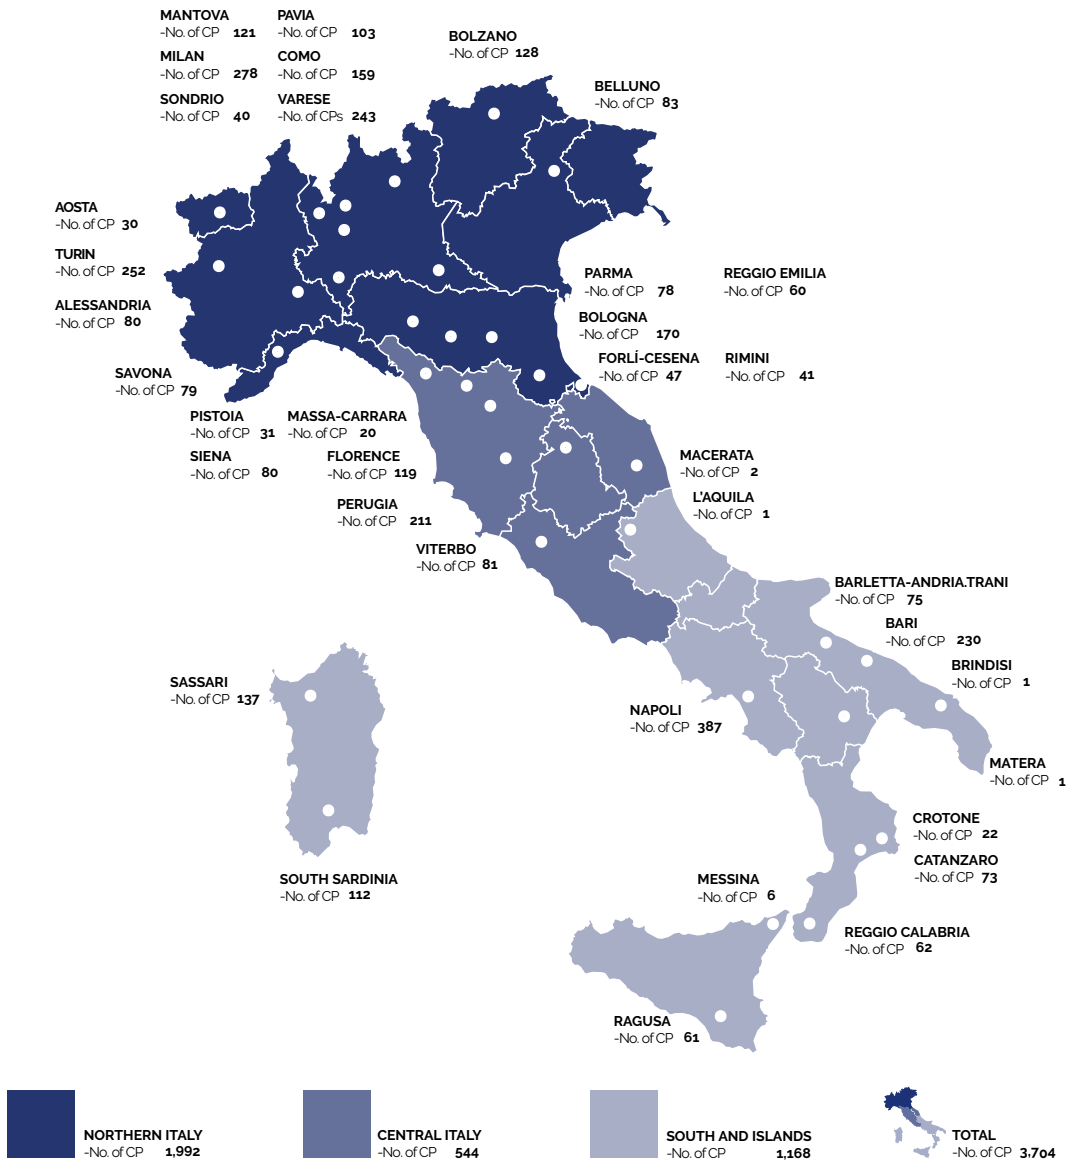 MANTOVA
-No. of CP 121
PAVIA
-No. of CP 103
MILAN
-No. of CP 278
COMO
-No. of CP 159
SONDRIO
-No. of CP 40
VARESE
-No. of CPs 243
BOLZANO
-No. of CP 128
BELLUNO
-No. of CP 83
AOSTA
-No. of CP 30
TURIN
-No. of CP 252
ALESSANDRIA
-No. of CP 80
SAVONA
-No. of CP 79
PARMA
-No. of CP 78
REGGIO EMILIA
-No. of CP 60
BOLOGNA
-No. of CP 170
FORLÍ-CESENA
-No. of CP 47
RIMINI
-No. of CP 41
PISTOIA
-No. of CP 31
MASSA-CARRARA
-No. of CP 20
SIENA
-No. of CP 80
FLORENCE
-No. of CP 119
PERUGIA
-No. of CP 211
VITERBO
-No. of CP 81
MACERATA
-No. of CP 2
L'AQUILA
-No. of CP 1
BARLETTA-ANDRIA.TRANI
-No. of CP 75
BARI
-No. of CP 230
BRINDISI
-No. of CP 1
SASSARI
-No. of CP 137
NAPOLI
-No. of CP 387
MATERA
-No. of CP 1
CROTONE
-No. of CP 22
CATANZARO
-No. of CP 73
SOUTH SARDINIA
-No. of CP 112
MESSINA
-No. of CP 6
REGGIO CALABRIA
-No. of CP 62
RAGUSA
-No. of CP 61
NORTHERN ITALY
-No. of CP 1,992
CENTRAL ITALY
-No. of CP 544
SOUTH AND ISLANDS
-No. of CP 1,168
TOTAL
-No. of CP 3,704